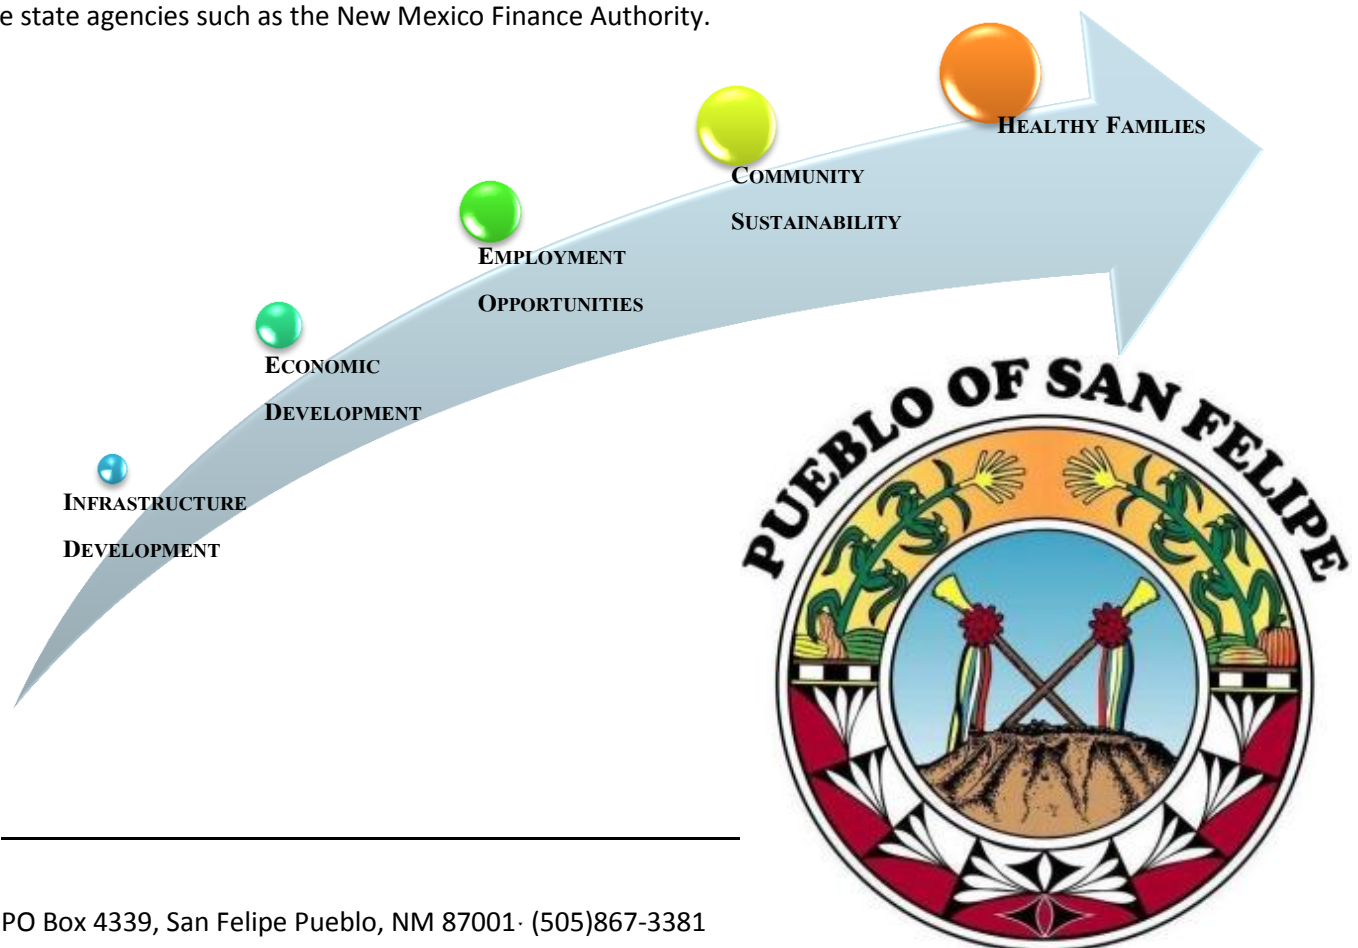 e state agencies such as the New Mexico Finance Authority.
HEALTHY FAMILIES
COMMUNITY
SUSTAINABILITY
EMPLOYMENT
OPPORTUNITIES
ECONOMIC
DEVELOPMENT
INFRASTRUCTURE
DEVELOPMENT
PUEBLO OF SAN FELIPE
PO Box 4339, San Felipe Pueblo, NM 87001· (505)867-3381